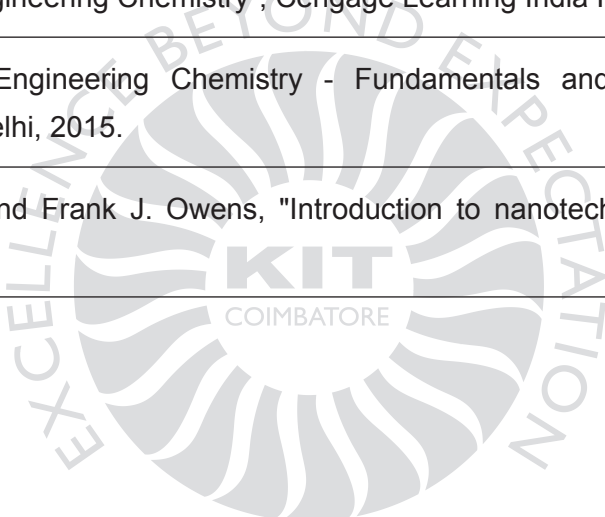 gineering Chemistry", Cengage Learning India
Engineering Chemistry - Fundamentals and
elhi, 2015.
nd Frank J. Owens, "Introduction to nanotech
EXCELLENCE BEYOND EXPECTATION
KIT
COIMBATORE